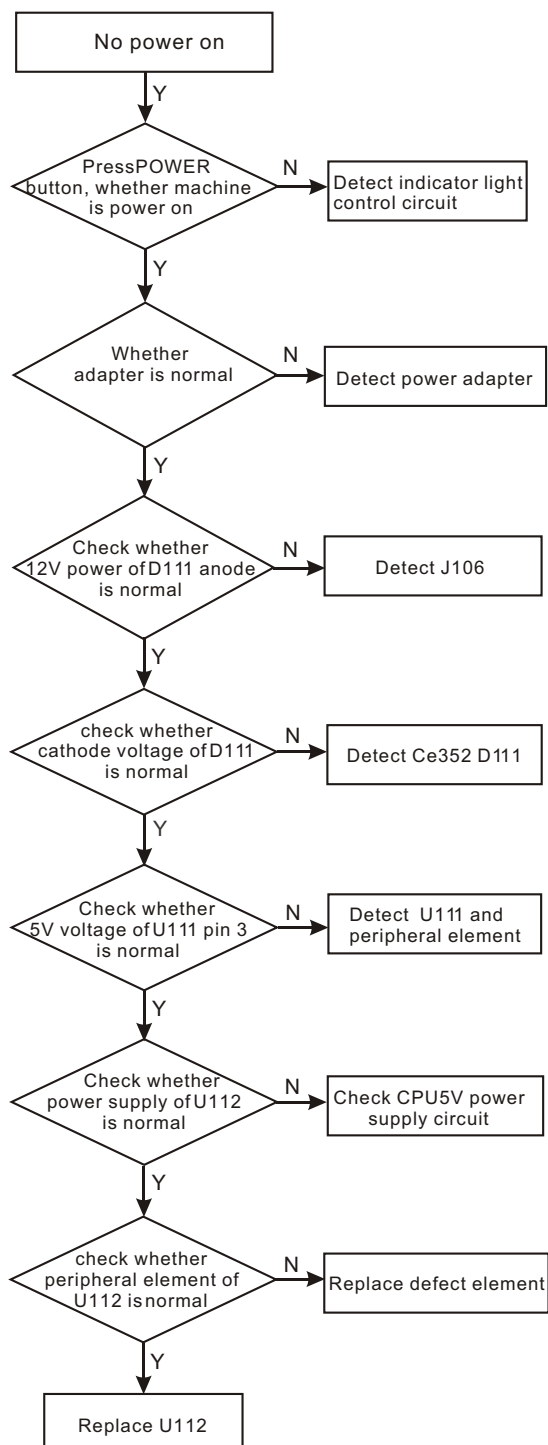 No power on
Y
PressPOWER
button, whether machine
is power on
N
Detect indicator light
control circuit
Y
Whether
adapter is normal
N
Detect power adapter
Y
Check whether
12V power of D111 anode
is normal
N
Detect J106
Y
check whether
cathode voltage of D111
is normal
N
Detect Ce352 D111
Y
Check whether
5V voltage of U111 pin 3
is normal
N
Detect U111 and
peripheral element
Y
Check whether
power supply of U112
is normal
N
Check CPU5V power
supply circuit
Y
check whether
peripheral element of
U112 is normal
N
Replace defect element
Y
Replace U112